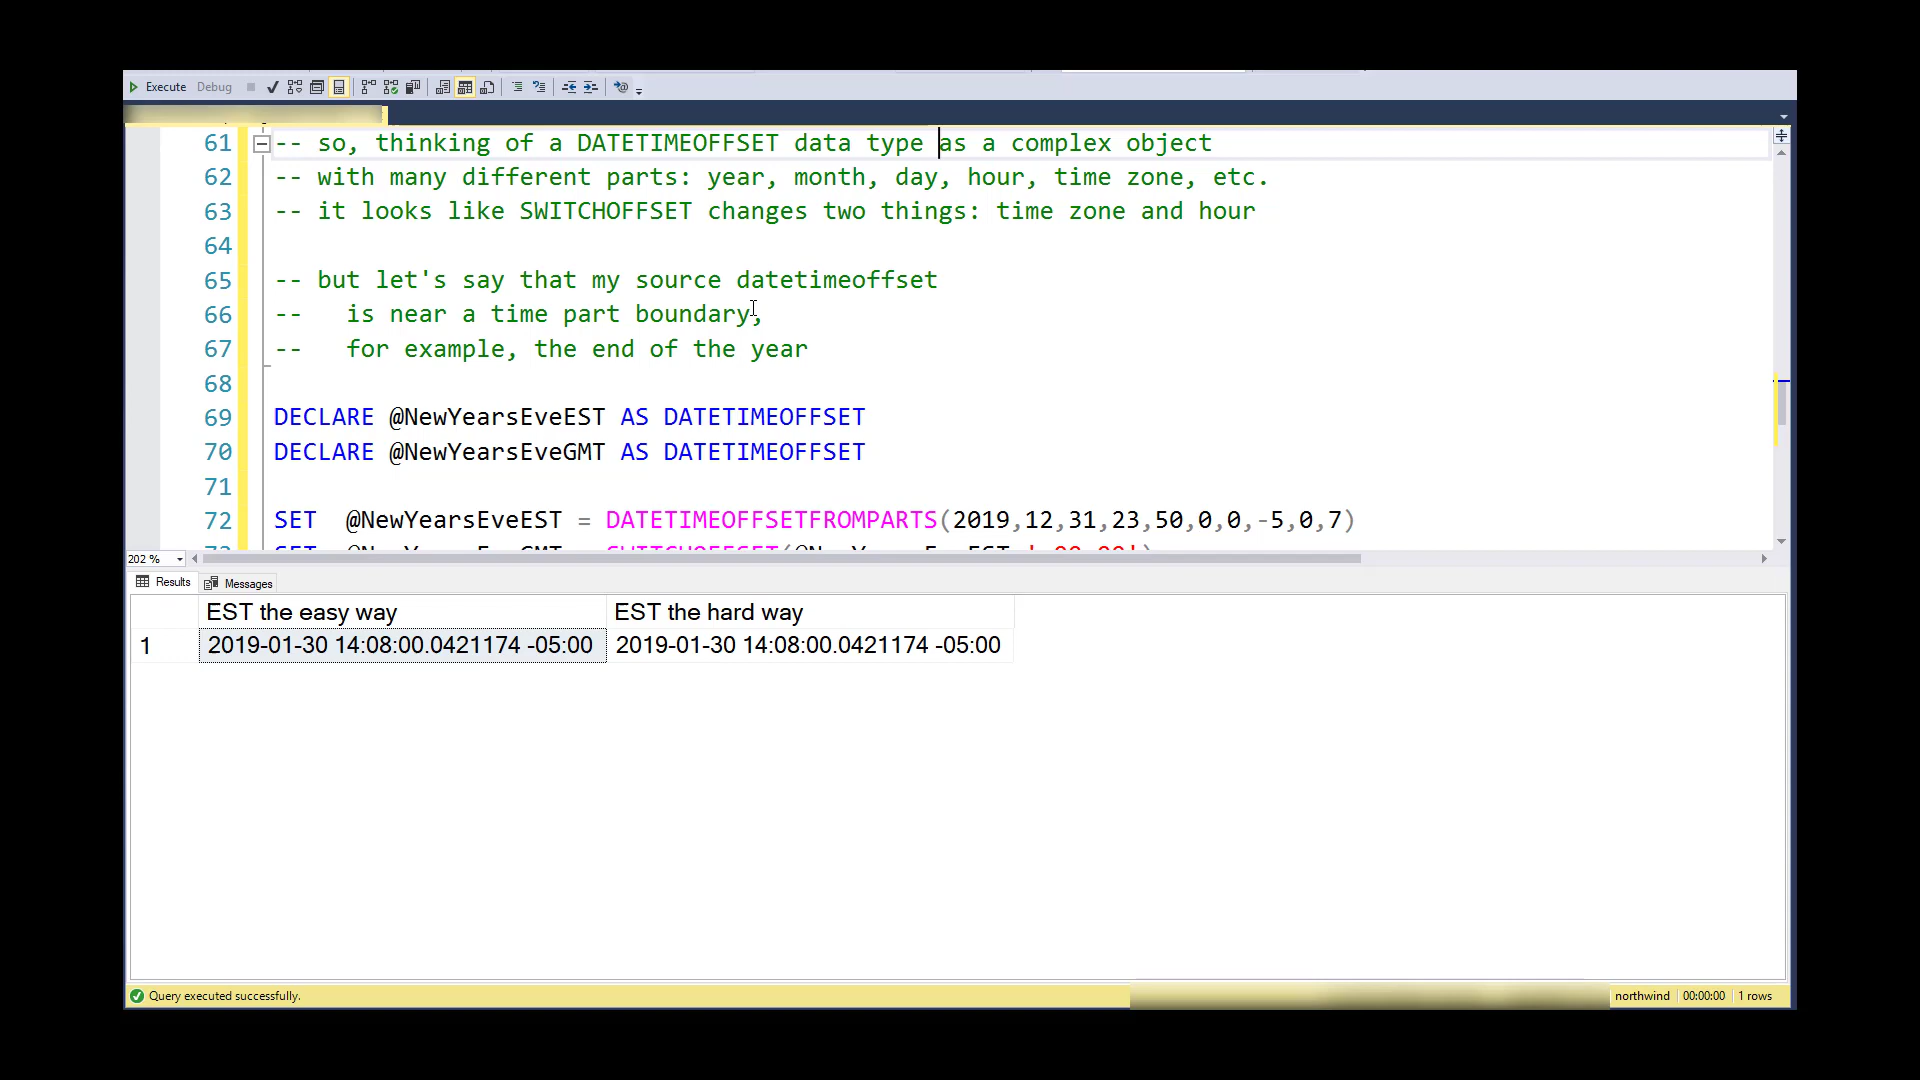 Execute Debug
61 -- so, thinking of a DATETIMEOFFSET data type as a complex object
62 -- with many different parts: year, month, day, hour, time zone, etc.
63 -- it looks like SWITCHOFFSET changes two things: time zone and hour
64
65 -- but let's say that my source datetimeoffset
66 --   is near a time part boundary,
67 --   for example, the end of the year
68
69 DECLARE @NewYearsEveEST AS DATETIMEOFFSET
70 DECLARE @NewYearsEveGMT AS DATETIMEOFFSET
71
72 SET  @NewYearsEveEST = DATETIMEOFFSETFROMPARTS(2019,12,31,23,50,0,0,-5,0,7)
202 %
Results Messages
EST the easy way EST the hard way
1 2019-01-30 14:08:00.0421174 -05:00 2019-01-30 14:08:00.0421174 -05:00
Query executed successfully. northwind 00:00:00 1 rows